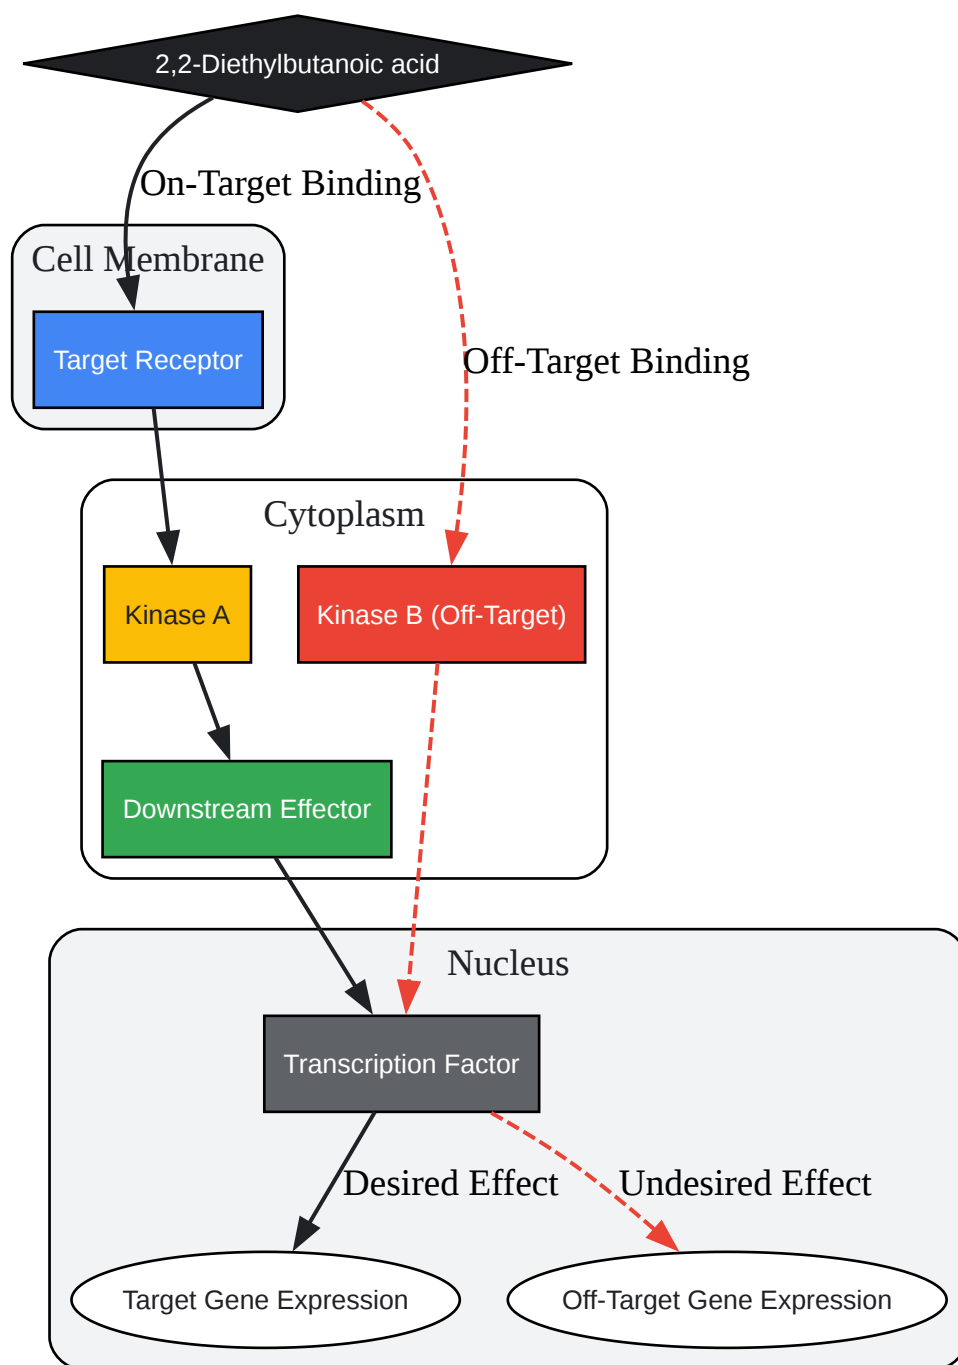 2,2-Diethylbutanoic acid
On-Target Binding
Cell Membrane
Target Receptor
Off-Target Binding
Cytoplasm
Kinase A
Kinase B (Off-Target)
Downstream Effector
Nucleus
Transcription Factor
Desired Effect
Undesired Effect
Target Gene Expression
Off-Target Gene Expression